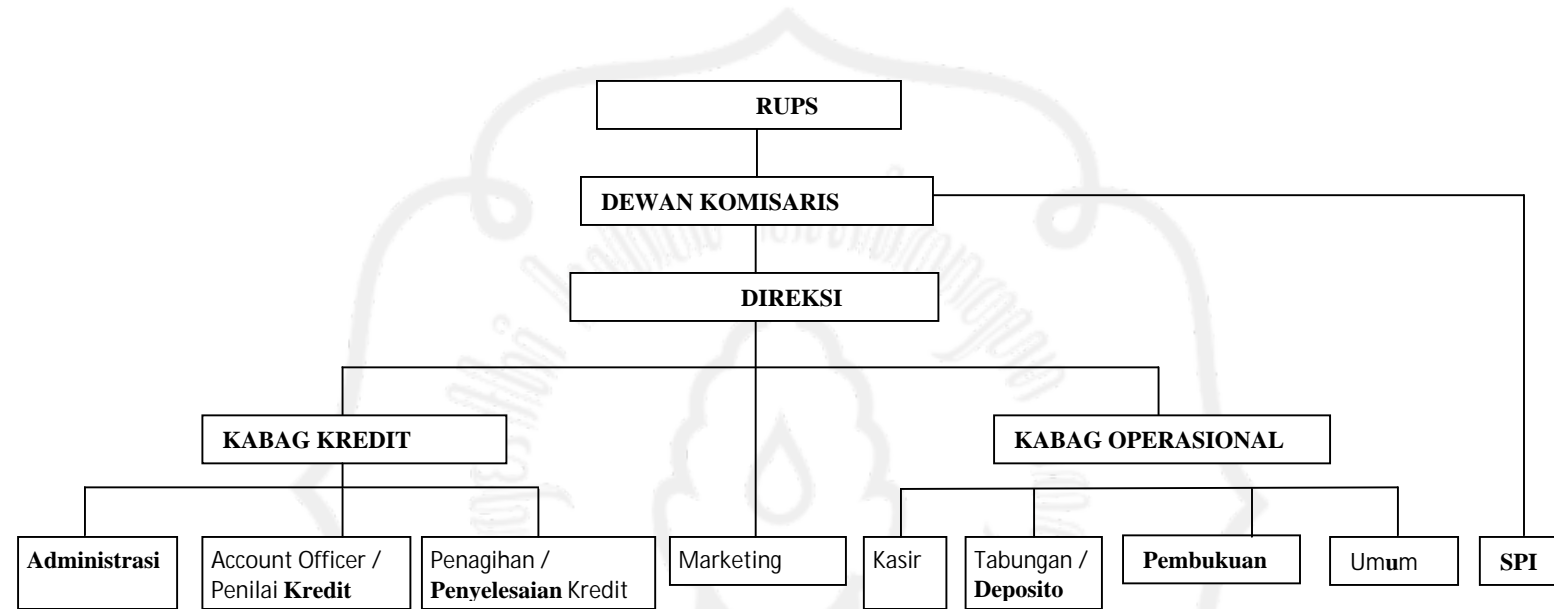 RUPS
DEWAN KOMISARIS
DIREKSI
KABAG KREDIT
KABAG OPERASIONAL
Administrasi
Account Officer /
Penilai Kredit
Penagihan /
Penyelesaian Kredit
Marketing
Kasir
Tabungan /
Deposito
Pembukuan
Umum
SPI